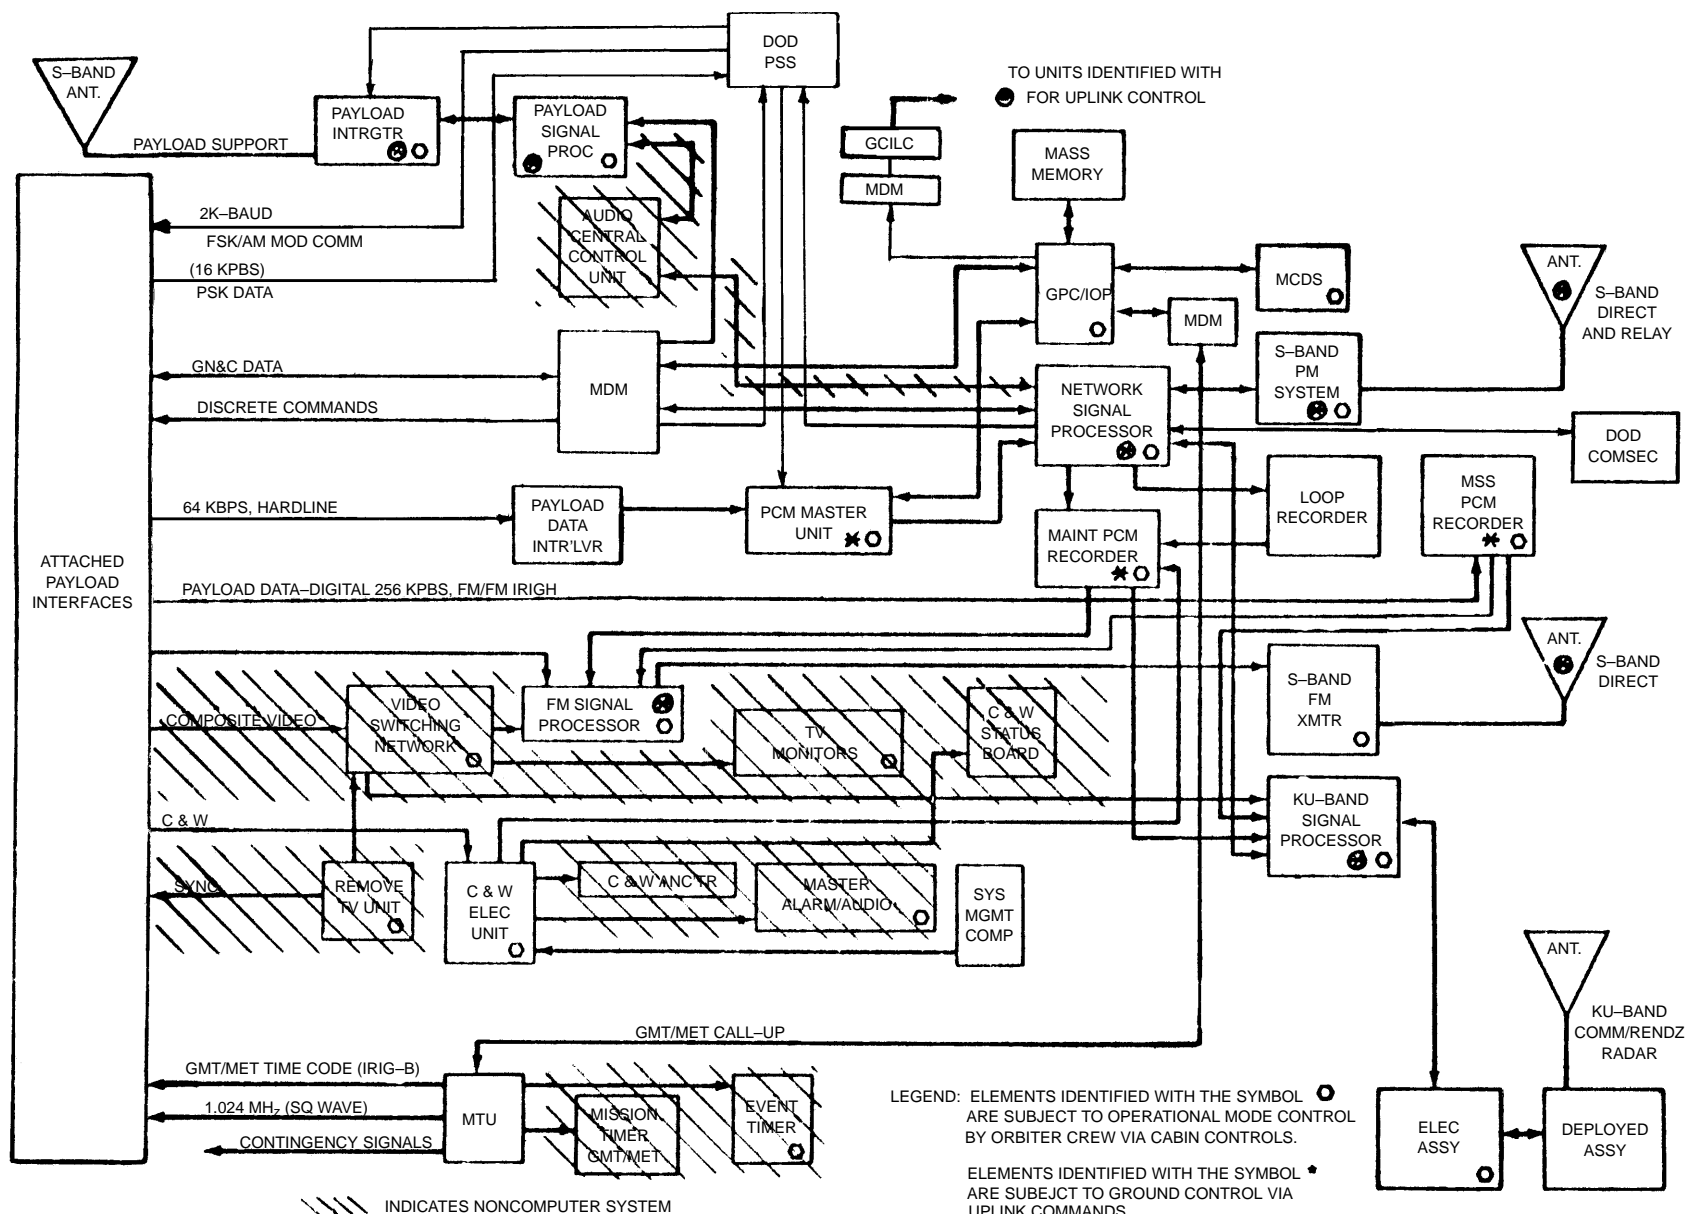 DOD
PSS
S–BAND
ANT.
PAYLOAD
INTRGTR
PAYLOAD
SIGNAL
PROC
PAYLOAD SUPPORT
TO UNITS IDENTIFIED WITH
FOR UPLINK CONTROL
GCILC
MDM
MASS
MEMORY
2K–BAUD
FSK/AM MOD COMM
(16 KPBS)
PSK DATA
AUDIO
CENTRAL
CONTROL
UNIT
GPC/IOP
MCDS
MDM
ANT.
S–BAND
DIRECT
AND RELAY
GN&C DATA
DISCRETE COMMANDS
MDM
NETWORK
SIGNAL
PROCESSOR
S–BAND
PM
SYSTEM
DOD
COMSEC
64 KBPS, HARDLINE
PAYLOAD
DATA
INTR'LVR
PCM MASTER
UNIT
MAINT PCM
RECORDER
LOOP
RECORDER
MSS
PCM
RECORDER
ATTACHED
PAYLOAD
INTERFACES
PAYLOAD DATA–DIGITAL 256 KPBS, FM/FM IRIGH
COMPOSITE VIDEO
VIDEO
SWITCHING
NETWORK
FM SIGNAL
PROCESSOR
TV
MONITORS
C & W
STATUS
BOARD
S–BAND
FM
XMTR
ANT.
S–BAND
DIRECT
C & W
KU–BAND
SIGNAL
PROCESSOR
SYNC
REMOVE
TV UNIT
C & W
ELEC
UNIT
C & W ANC'TR
MASTER
ALARM/AUDIO
SYS
MGMT
COMP
ANT.
KU–BAND
COMM/RENDZ
RADAR
GMT/MET CALL–UP
GMT/MET TIME CODE (IRIG–B)
1.024 MHz (SQ WAVE)
CONTINGENCY SIGNALS
MTU
MISSION
TIMER
GMT/MET
EVENT
TIMER
ELEC
ASSY
DEPLOYED
ASSY
LEGEND: ELEMENTS IDENTIFIED WITH THE SYMBOL
ARE SUBJECT TO OPERATIONAL MODE CONTROL
BY ORBITER CREW VIA CABIN CONTROLS.
ELEMENTS IDENTIFIED WITH THE SYMBOL *
ARE SUBEJCT TO GROUND CONTROL VIA
UPLINK COMMANDS
INDICATES NONCOMPUTER SYSTEM